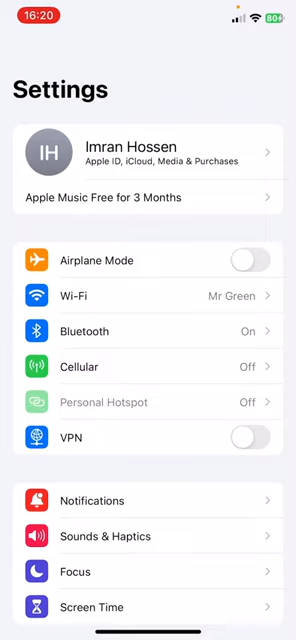 16:20
80
Settings
IH
Imran Hossen
Apple ID, iCloud, Media & Purchases
Apple Music Free for 3 Months
Airplane Mode
Wi-Fi Mr Green
Bluetooth On
Cellular Off
Personal Hotspot Off
VPN
Notifications
Sounds & Haptics
Focus
Screen Time